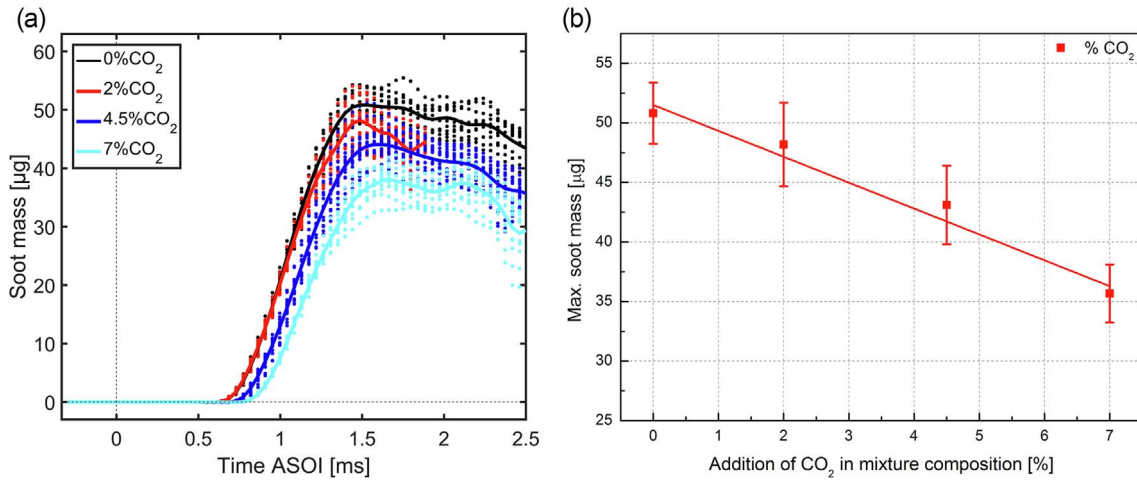 (a)
0%CO₂
2%CO₂
4.5%CO₂
7%CO₂
Soot mass [µg]
60
50
40
30
20
10
0
0 0.5 1 1.5 2 2.5
Time ASOI [ms]
(b)
% CO₂
Max. soot mass [µg]
55
50
45
40
35
30
25
0 1 2 3 4 5 6 7
Addition of CO₂ in mixture composition [%]